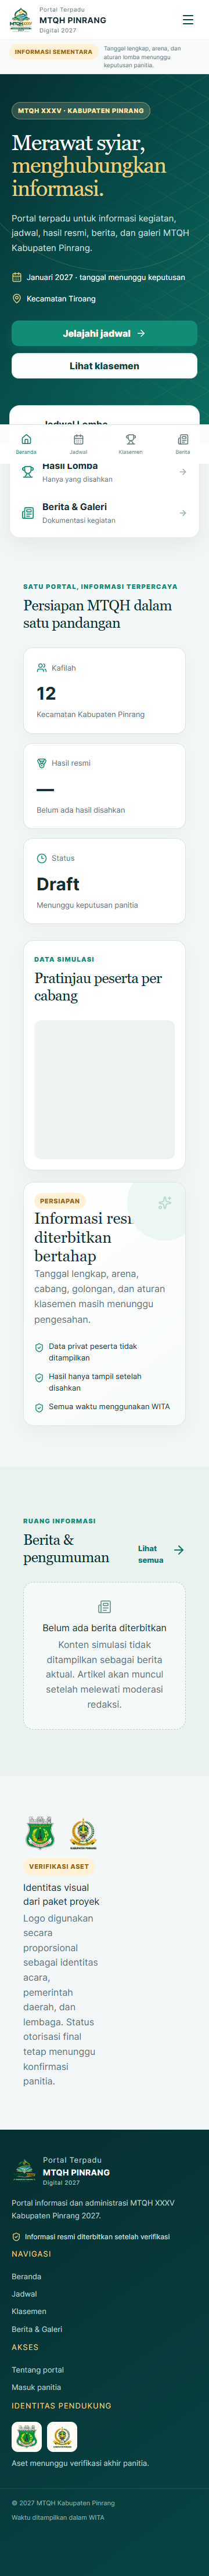 Portal Terpadu
MTQH PINRANG
Digital 2027
INFORMASI SEMENTARA
Tanggal lengkap, arena, dan
aturan lomba menunggu
keputusan panitia.
MTQH XXXV · KABUPATEN PINRANG
Merawat syiar,
menghubungkan
informasi.
Portal terpadu untuk informasi kegiatan,
jadwal, hasil resmi, berita, dan galeri MTQH
Kabupaten Pinrang.
Januari 2027 · tanggal menunggu keputusan
Kecamatan Tiroang
Jelajahi jadwal
Lihat klasemen
Jadwal Lomba
Beranda
Jadwal
Klasemen
Berita
Hasil Lomba
Hanya yang disahkan
Berita & Galeri
Dokumentasi kegiatan
SATU PORTAL, INFORMASI TERPERCAYA
Persiapan MTQH dalam
satu pandangan
Kafilah
12
Kecamatan Kabupaten Pinrang
Hasil resmi
—
Belum ada hasil disahkan
Status
Draft
Menunggu keputusan panitia
DATA SIMULASI
Pratinjau peserta per
cabang
PERSIAPAN
Informasi resmi
diterbitkan
bertahap
Tanggal lengkap, arena,
cabang, golongan, dan aturan
klasemen masih menunggu
pengesahan.
Data privat peserta tidak
ditampilkan
Hasil hanya tampil setelah
disahkan
Semua waktu menggunakan WITA
RUANG INFORMASI
Berita &
pengumuman
Lihat
semua
Belum ada berita diterbitkan
Konten simulasi tidak
ditampilkan sebagai berita
aktual. Artikel akan muncul
setelah melewati moderasi
redaksi.
VERIFIKASI ASET
Identitas visual
dari paket proyek
Logo digunakan
secara
proporsional
sebagai identitas
acara,
pemerintah
daerah, dan
lembaga. Status
otorisasi final
tetap menunggu
konfirmasi
panitia.
Portal Terpadu
MTQH PINRANG
Digital 2027
Portal informasi dan administrasi MTQH XXXV
Kabupaten Pinrang 2027.
Informasi resmi diterbitkan setelah verifikasi
NAVIGASI
Beranda
Jadwal
Klasemen
Berita & Galeri
AKSES
Tentang portal
Masuk panitia
IDENTITAS PENDUKUNG
Aset menunggu verifikasi akhir panitia.
© 2027 MTQH Kabupaten Pinrang
Waktu ditampilkan dalam WITA